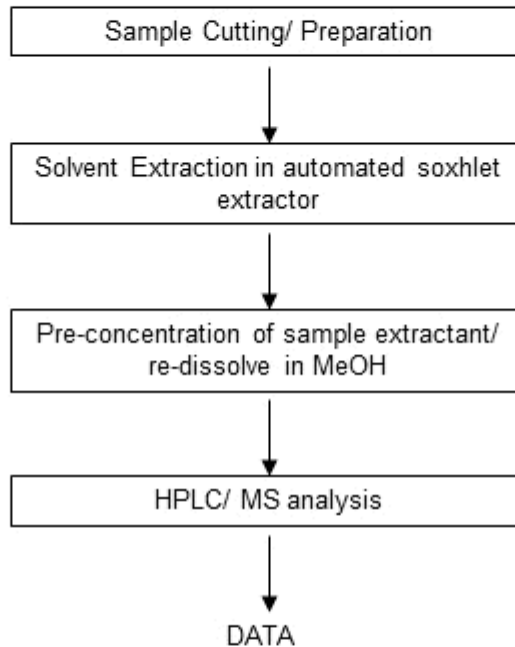 Sample Cutting/ Preparation
Solvent Extraction in automated soxhlet
extractor
Pre-concentration of sample extractant/
re-dissolve in MeOH
HPLC/ MS analysis
DATA